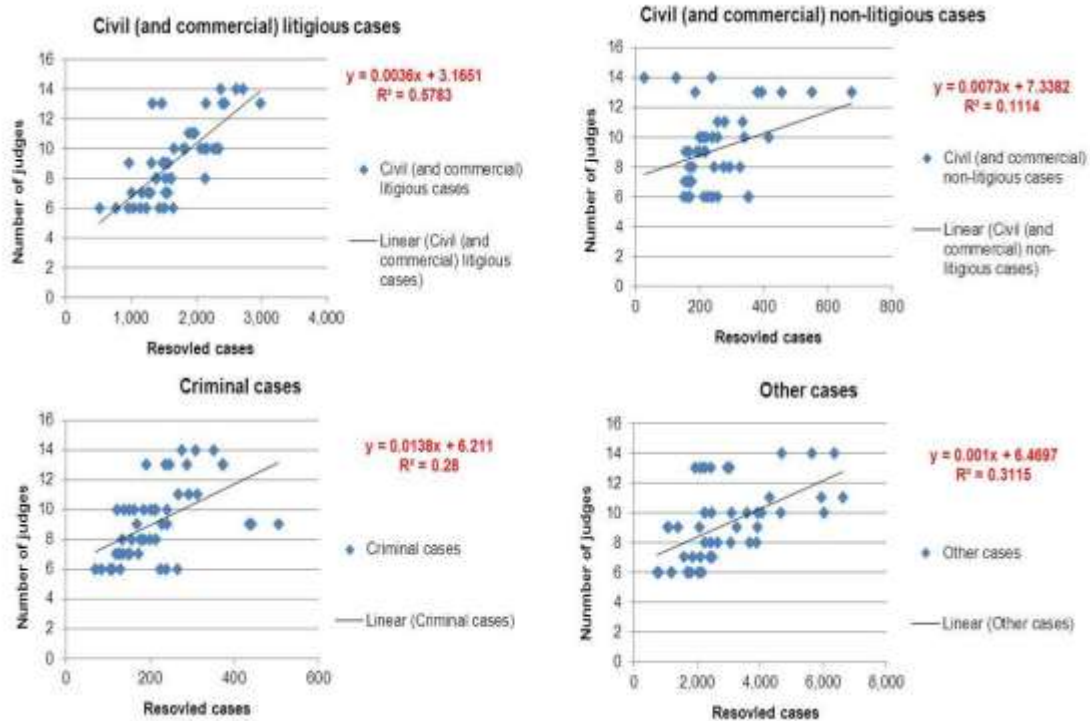 Civil (and commercial) litigious cases
16
14
12
10
8
6
4
2
0
0
1,000
2,000
3,000
4,000
Number of judges
Resovled cases
y = 0.0036x + 3.1651
R² = 0.5783
Civil (and commercial)
litigious cases
Linear (Civil (and
commercial) litigious
cases)
Civil (and commercial) non-litigious cases
16
14
12
10
8
6
4
2
0
0
200
400
600
800
Number of judges
Resovled cases
y = 0.0073x + 7.3382
R² = 0.1114
Civil (and commercial)
non-litigious cases
Linear (Civil (and
commercial) non-
litigious cases)
Criminal cases
16
14
12
10
8
6
4
2
0
0
200
400
600
Number of judges
Resovled cases
y = 0.0138x + 6.211
R² = 0.28
Criminal cases
Linear (Criminal cases)
Other cases
16
14
12
10
8
6
4
2
0
0
2,000
4,000
6,000
8,000
Nunmber of judges
Resovled cases
y = 0.001x + 6.4697
R² = 0.3115
Other cases
Linear (Other cases)